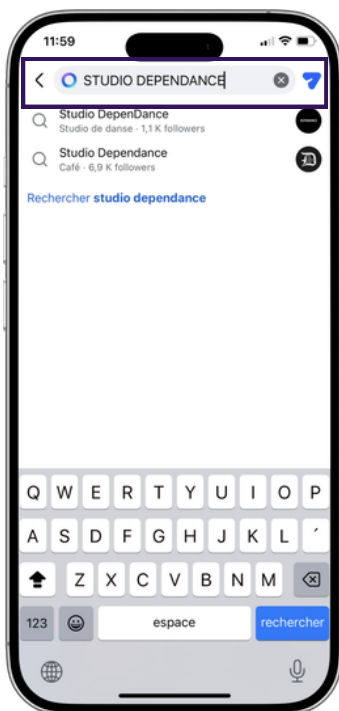 11:59
STUDIO DEPENDANCE
Studio DepenDance
Studio de danse · 1,1 K followers
Studio Dependance
Café · 6,9 K followers
Rechercher studio dependance
Q W E R T Y U I O P
A S D F G H J K L ´
Z X C V B N M
123 espace rechercher